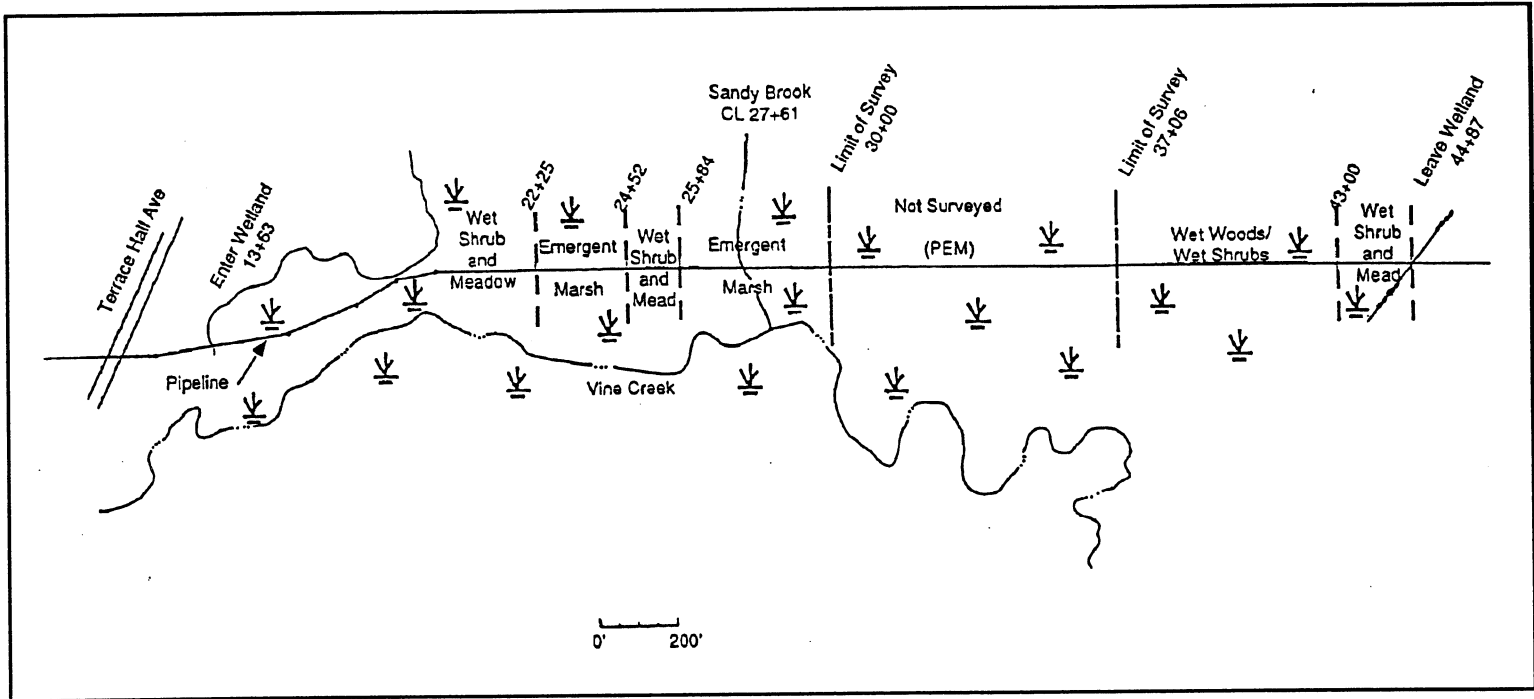 Terrace Hall Ave
Enter Wetland
13+63
Pipeline
Wet
Shrub
and
Meadow
22+25
Emergent
Marsh
24+52
Wet
Shrub
and
Mead
25+84
Sandy Brook
CL 27+61
Emergent
Marsh
Vine Creek
Limit of Survey
30+00
Not Surveyed
(PEM)
Limit of Survey
37+06
Wet Woods/
Wet Shrubs
43+00
Wet
Shrub
and
Mead
Leave Wetland
44+87
0' 200'